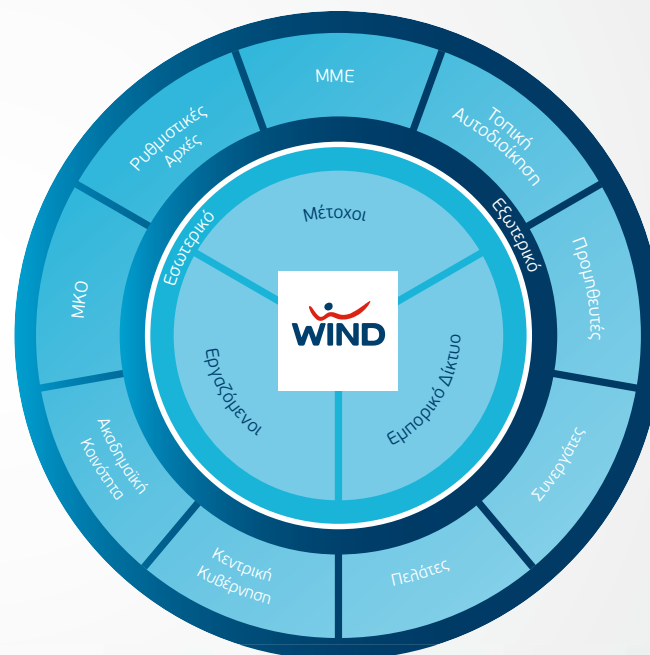 ΜΜΕ
Τοπική
Αυτοδιοίκηση
Προμηθευτές
Συνεργάτες
Πελάτες
Κεντρική
Κυβέρνηση
Ακαδημαϊκή
Κοινότητα
ΜΚΟ
Ρυθμιστικές
Αρχές
Εσωτερικό
Εξωτερικό
Μέτοχοι
Εμπορικό Δίκτυο
Εργαζόμενοι
WIND